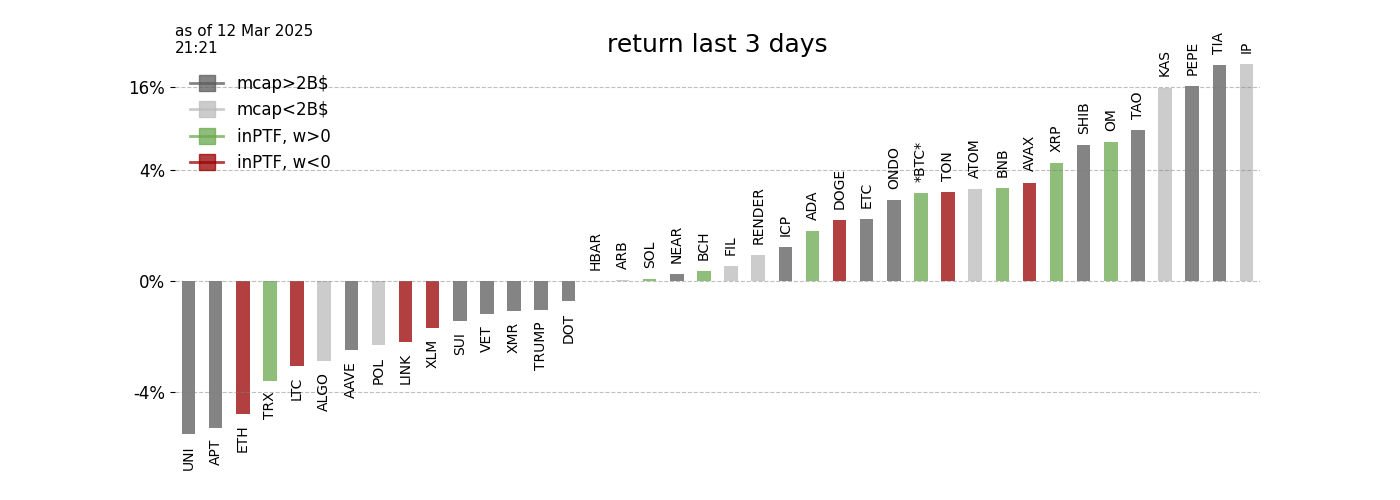 as of 12 Mar 2025
21:21
return last 3 days
mcap>2B$
mcap<2B$
inPTF, w>0
inPTF, w<0
16%
4%
0%
-4%
UNI
APT
ETH
TRX
LTC
ALGO
AAVE
POL
LINK
XLM
SUI
VET
XMR
TRUMP
DOT
HBAR
ARB
SOL
NEAR
BCH
FIL
RENDER
ICP
ADA
DOGE
ETC
ONDO
*BTC*
TON
ATOM
BNB
AVAX
XRP
SHIB
OM
TAO
KAS
PEPE
TIA
IP